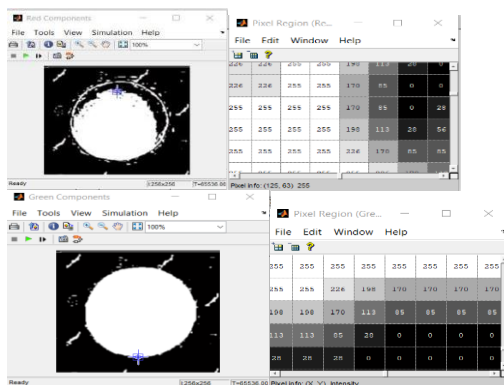 Red Components
File Tools View Simulation Help
100%
Ready I:256x256 T=65536.00
Pixel Region (Re...
File Edit Window Help
226 226 255 255 198 113 28 0
226 226 255 255 170 85 0 0
255 255 255 255 170 85 0 28
255 255 255 255 198 113 28 56
255 255 255 255 226 170 85 85
Pixel info: (125, 63) 255
Green Components
File Tools View Simulation Help
100%
Ready I:256x256 T=65536.00
Pixel Region (Gre...
File Edit Window Help
255 255 255 255 255 255 255
255 255 226 198 170 170 170
198 198 170 113 85 85 85
113 113 85 28 0 0 0
28 28 28 0 0 0 0
Pixel info: (X, Y) Intensity